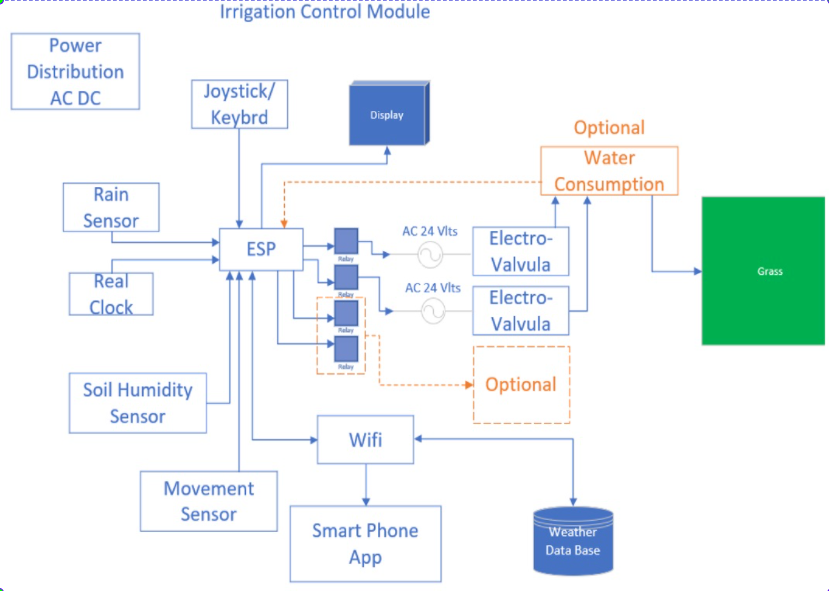 Irrigation Control Module
Power
Distribution
AC DC
Joystick/
Keybrd
Display
Optional
Water
Consumption
Rain
Sensor
ESP
Relay
AC 24 Vlts
Electro-
Valvula
Grass
Real
Clock
Relay
AC 24 Vlts
Electro-
Valvula
Relay
Relay
Optional
Soil Humidity
Sensor
Wifi
Movement
Sensor
Smart Phone
App
Weather
Data Base